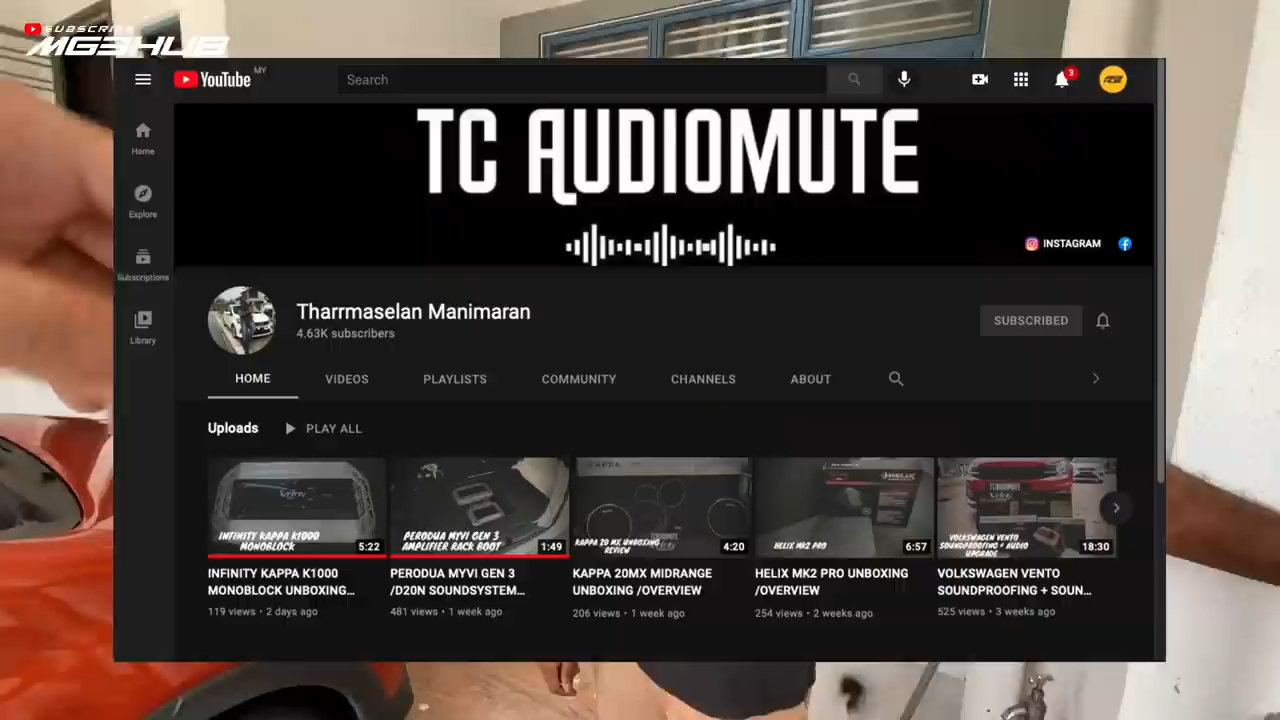 SUBSCRIBE
MG3HUB
YouTube MY
Search
3
Home
Explore
Subscriptions
Library
TC AUDIOMUTE
INSTAGRAM
Tharrmaselan Manimaran
4.63K subscribers
SUBSCRIBED
HOME VIDEOS PLAYLISTS COMMUNITY CHANNELS ABOUT
Uploads PLAY ALL
INFINITY KAPPA K1000
MONOBLOCK
5:22
PERODUA MYVI GEN 3
AMPLIFIER RACK BOOT
1:49
KAPPA
KAPPA 20 MX UNBOXING
REVIEW
4:20
HELIX
HELIX MK2 PRO
6:57
VOLKSWAGEN VENTO
SOUNDPROOFING + AUDIO
UPGRADE
18:30
INFINITY KAPPA K1000
MONOBLOCK UNBOXING...
119 views • 2 days ago
PERODUA MYVI GEN 3
/D20N SOUNDSYSTEM...
481 views • 1 week ago
KAPPA 20MX MIDRANGE
UNBOXING /OVERVIEW
206 views • 1 week ago
HELIX MK2 PRO UNBOXING
/OVERVIEW
254 views • 2 weeks ago
VOLKSWAGEN VENTO
SOUNDPROOFING + SOUN...
525 views • 3 weeks ago